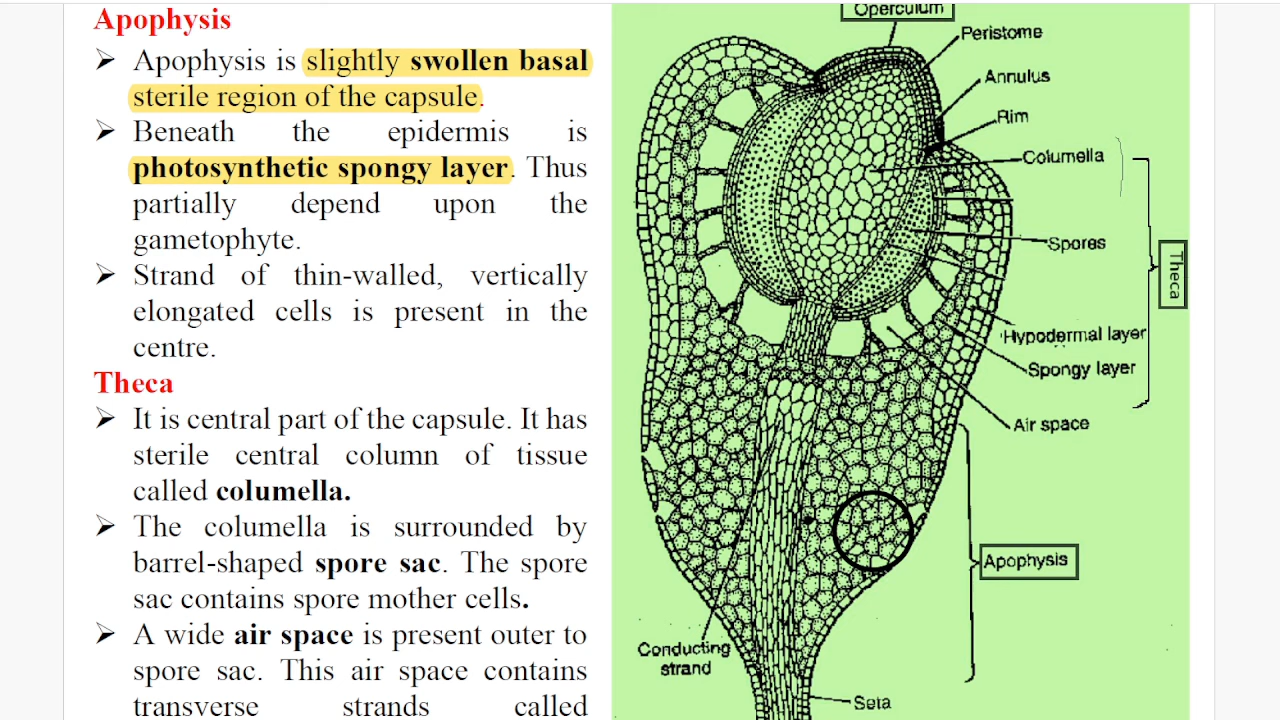 Apophysis
➢ Apophysis is slightly swollen basal
sterile region of the capsule.
➢ Beneath the epidermis is
photosynthetic spongy layer. Thus
partially depend upon the
gametophyte.
➢ Strand of thin-walled, vertically
elongated cells is present in the
centre.
Theca
➢ It is central part of the capsule. It has
sterile central column of tissue
called columella.
➢ The columella is surrounded by
barrel-shaped spore sac. The spore
sac contains spore mother cells.
➢ A wide air space is present outer to
spore sac. This air space contains
transverse strands called
Operculum
Peristome
Annulus
Rim
Columella
Spores
Theca
Hypodermal layer
Spongy layer
Air space
Apophysis
Conducting
strand
Seta